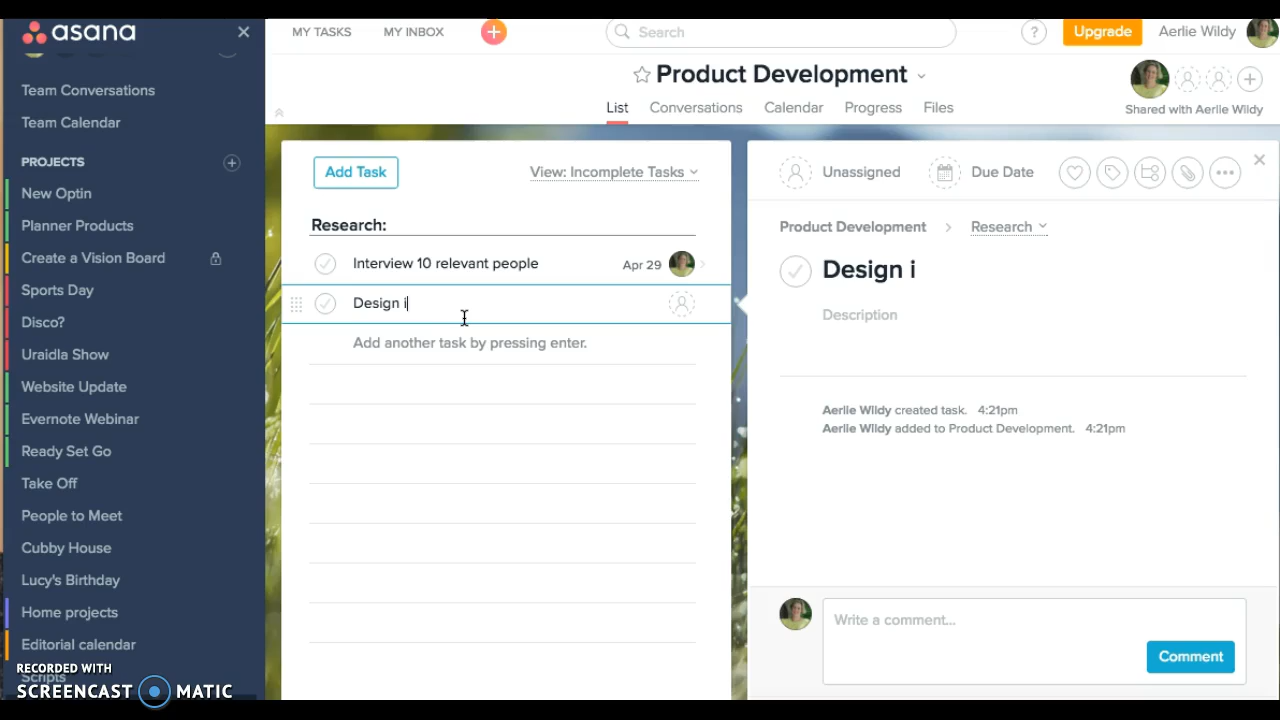 asana
Team Conversations
Team Calendar
PROJECTS
New Optin
Planner Products
Create a Vision Board
Sports Day
Disco?
Uraidla Show
Website Update
Evernote Webinar
Ready Set Go
Take Off
People to Meet
Cubby House
Lucy's Birthday
Home projects
Editorial calendar
Scripts
RECORDED WITH
SCREENCAST MATIC
MY TASKS MY INBOX Search ? Upgrade Aerlie Wildy
Product Development
List Conversations Calendar Progress Files
Shared with Aerlie Wildy
Add Task View: Incomplete Tasks
Research:
Interview 10 relevant people Apr 29
Design i
Add another task by pressing enter.
Unassigned Due Date
Product Development > Research
Design i
Description
Aerlie Wildy created task. 4:21pm
Aerlie Wildy added to Product Development. 4:21pm
Write a comment...
Comment